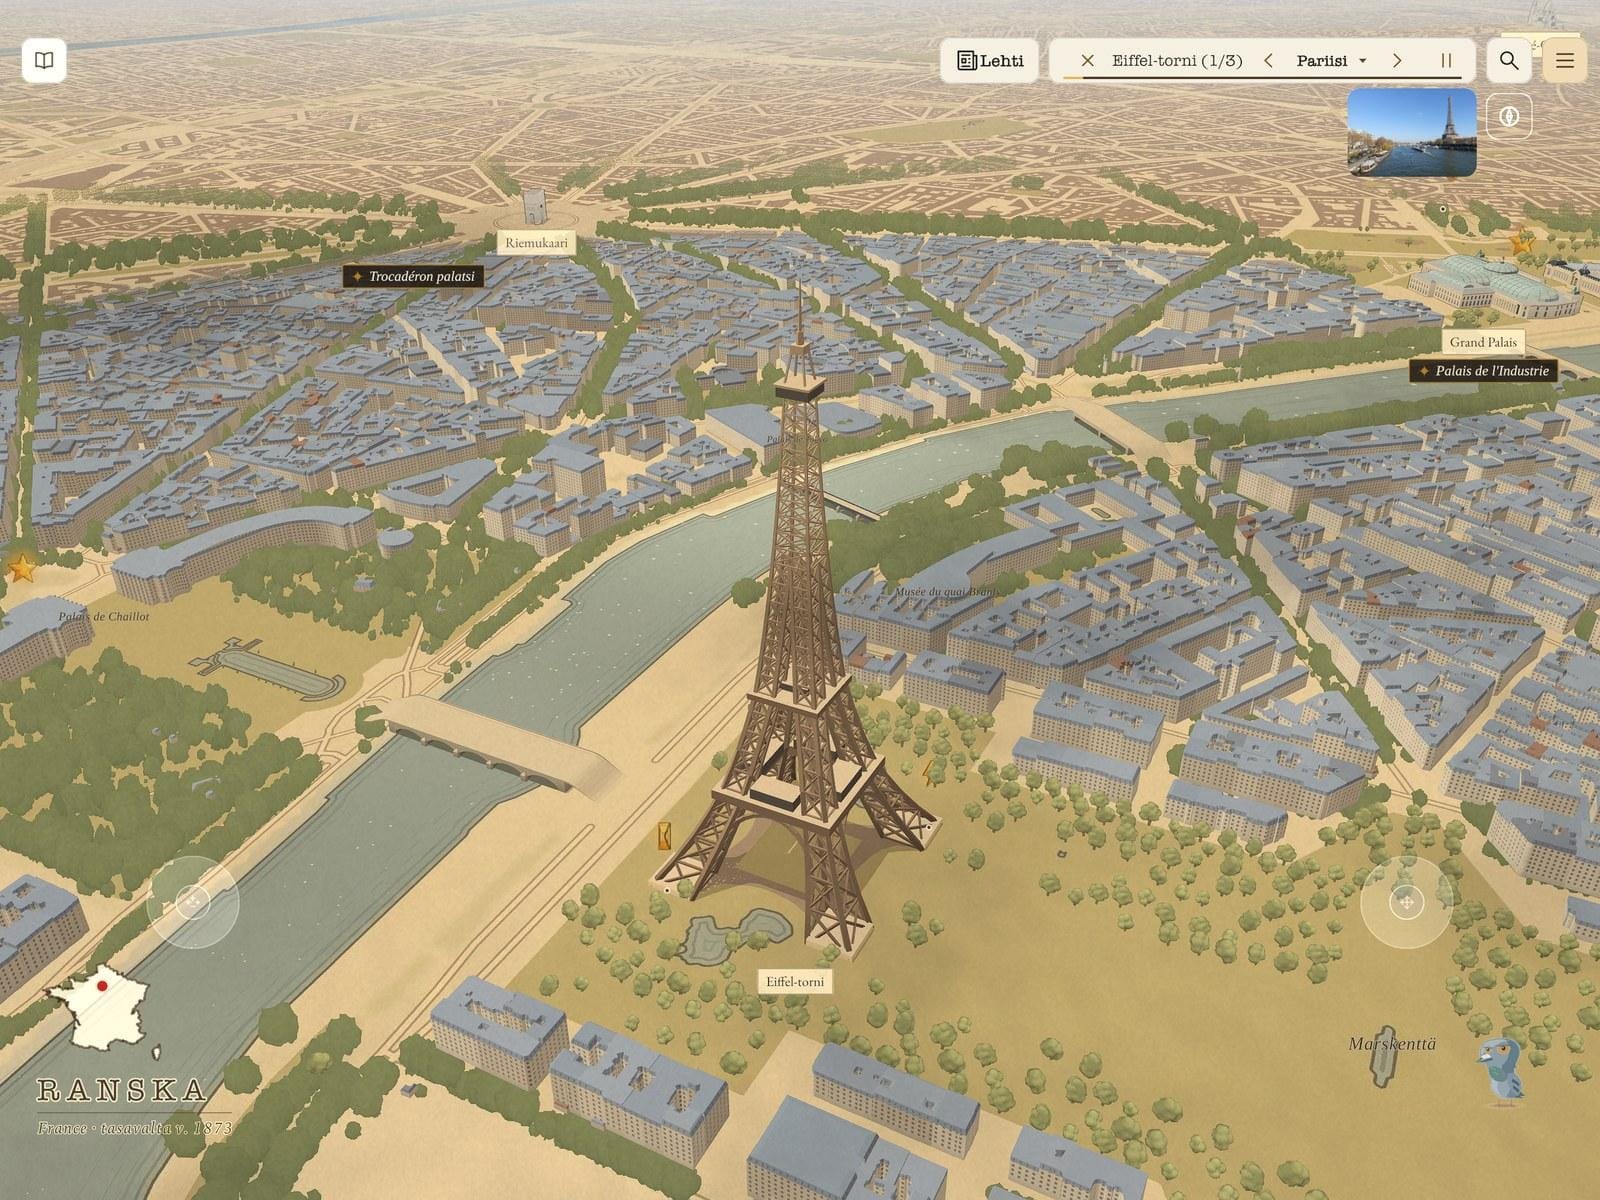 Lehti
Eiffel-torni (1/3)
Pariisi
Riemukaari
Trocadéron palatsi
Grand Palais
Palais de l'Industrie
Musée du quai Branly
Palais de Chaillot
Eiffel-torni
Marskenttä
RANSKA
France · tasavalta v. 1873